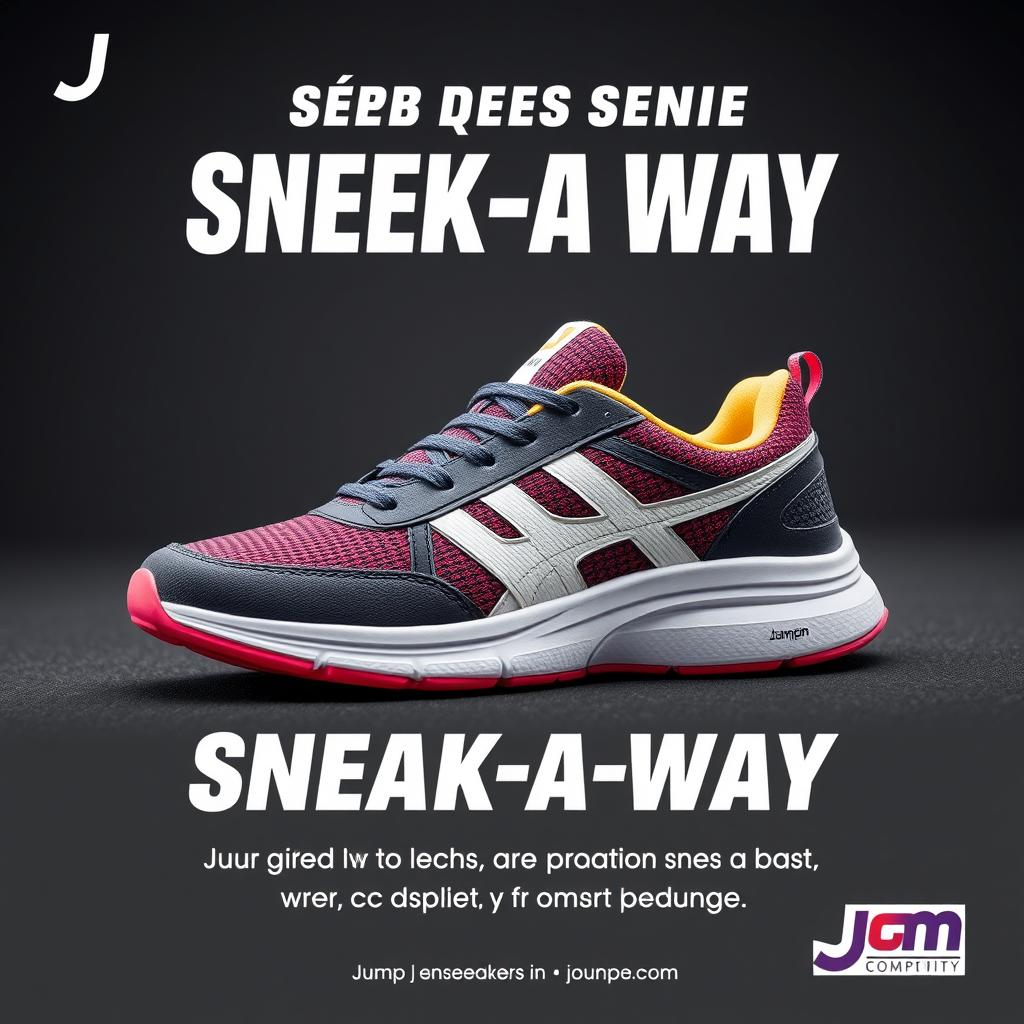 J
SÉPB QEES SENIE
SNEEK-A WAY
Jumpn
SNEAK-A-WAY
Juur gired lw to lechs, are praation snes a bast,
wrer, cc dspliet, y fr omsrt pedunge.
JGm
COMPTIITY
Jump j enseeakers in • jounpe.com